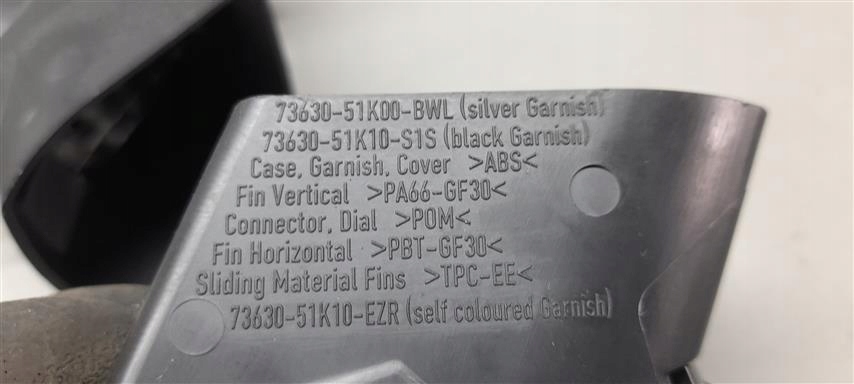 73630-51K00-BWL (silver Garnish)
73630-51K10-S1S (black Garnish)
Case, Garnish, Cover >ABS<
Fin Vertical >PA66-GF30<
Connector, Dial >POM<
Fin Horizontal >PBT-GF30<
Sliding Material Fins >TPC-EE<
73630-51K10-EZR (self coloured Garnish)